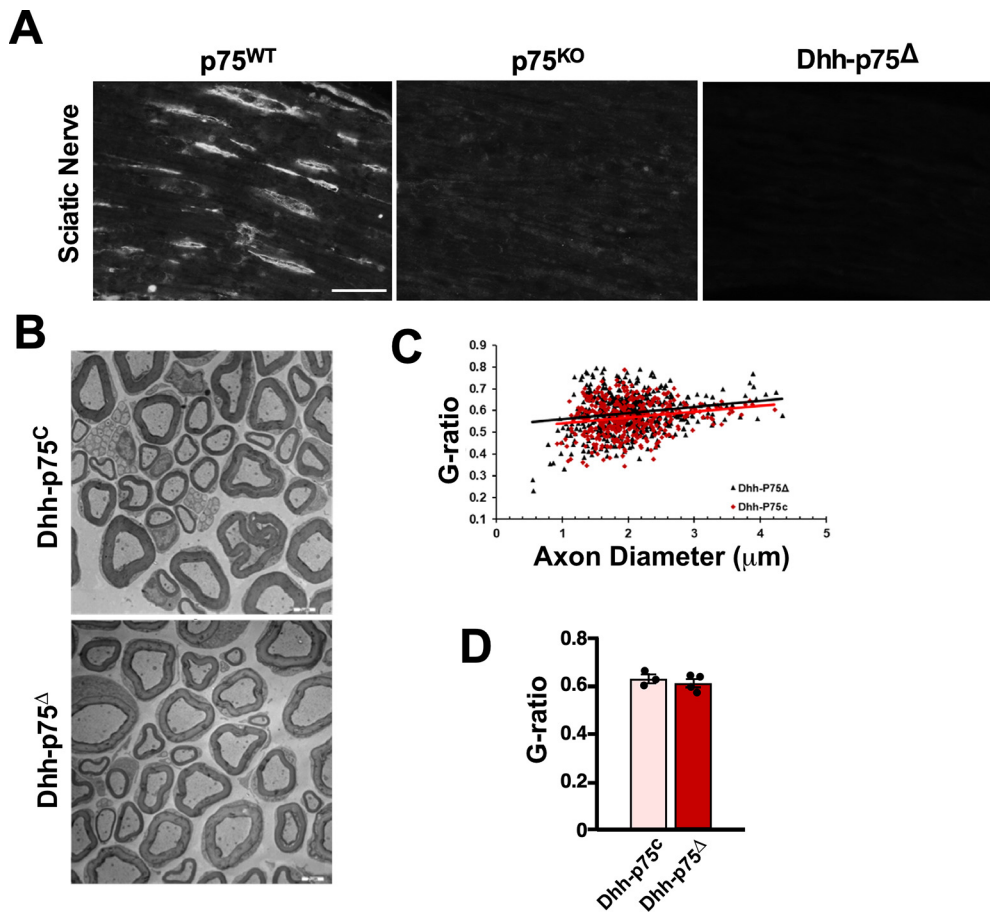 A
p75WT
p75KO
Dhh-p75Δ
Sciatic Nerve
B
Dhh-p75C
Dhh-p75Δ
C
0.9
0.8
0.7
0.6
0.5
0.4
0.3
0.2
0.1
0 1 2 3 4 5
G-ratio
Axon Diameter (μm)
Dhh-P75Δ
Dhh-P75c
D
0.8
0.6
0.4
0.2
0
G-ratio
Dhh-p75c
Dhh-p75Δ